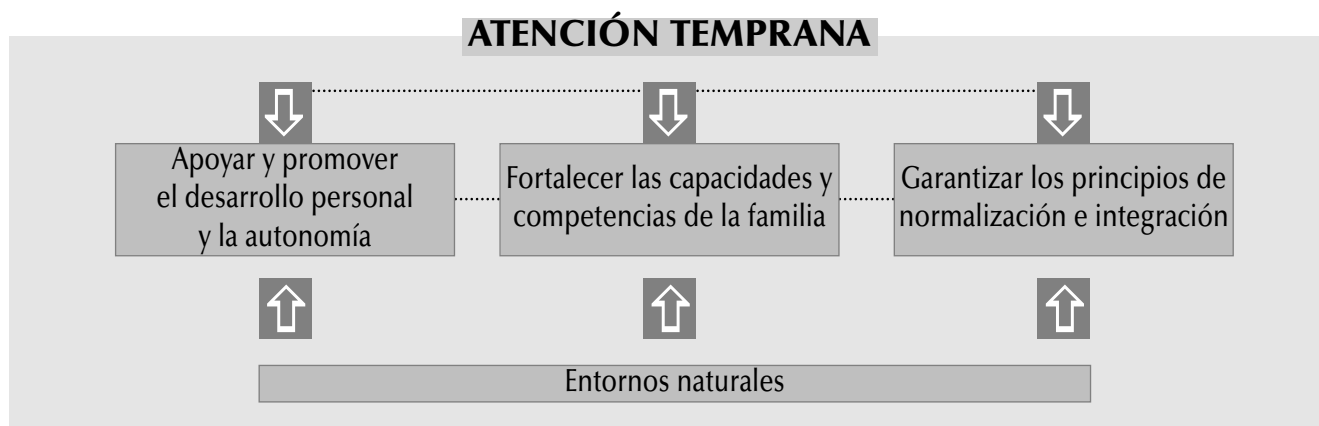 ATENCIÓN TEMPRANA
Apoyar y promover
el desarrollo personal
y la autonomía
Fortalecer las capacidades y
competencias de la familia
Garantizar los principios de
normalización e integración
Entornos naturales